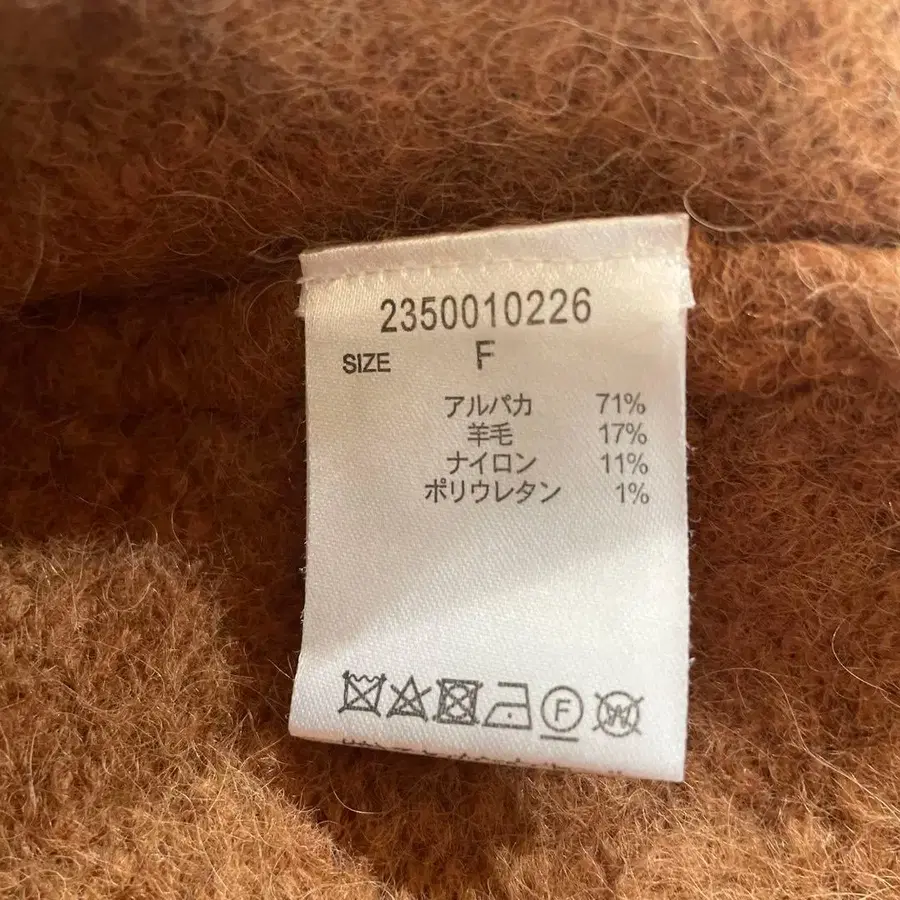 2350010226
SIZE F
アルパカ 71%
羊毛 17%
ナイロン 11%
ポリウレタン 1%
F
W